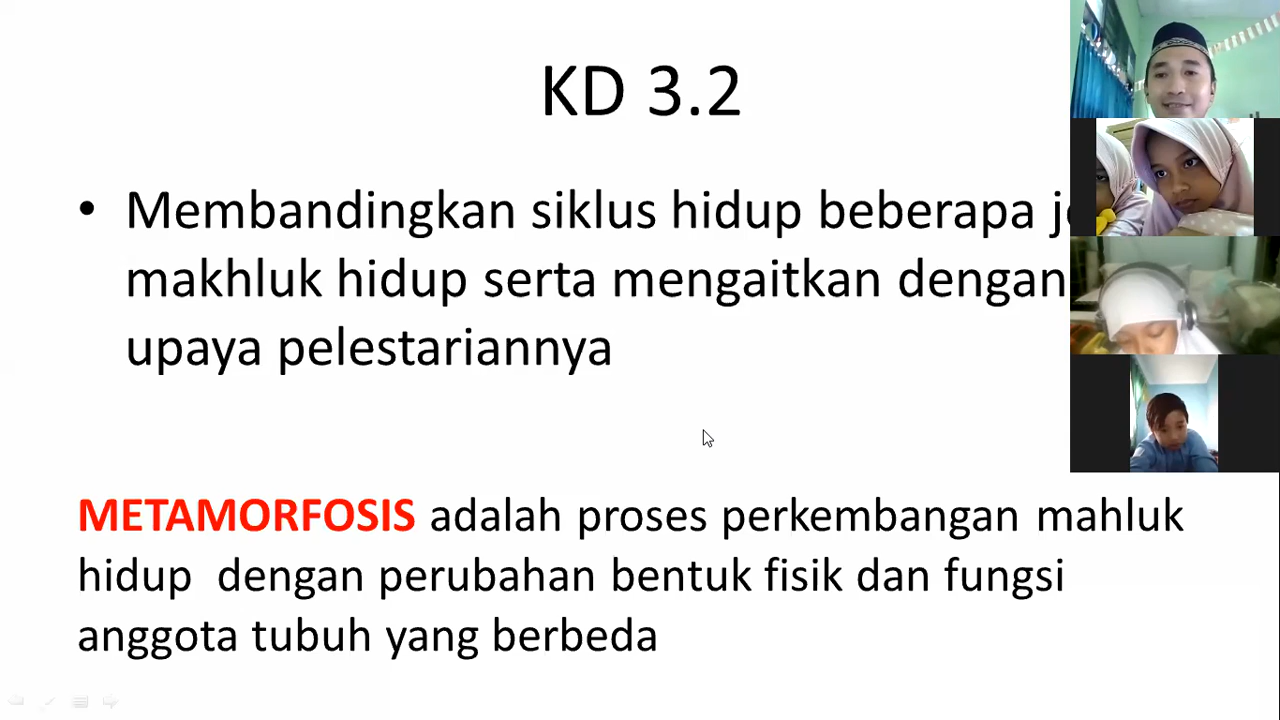 KD 3.2
• Membandingkan siklus hidup beberapa
makhluk hidup serta mengaitkan dengan
upaya pelestariannya
METAMORFOSIS adalah proses perkembangan mahluk
hidup dengan perubahan bentuk fisik dan fungsi
anggota tubuh yang berbeda